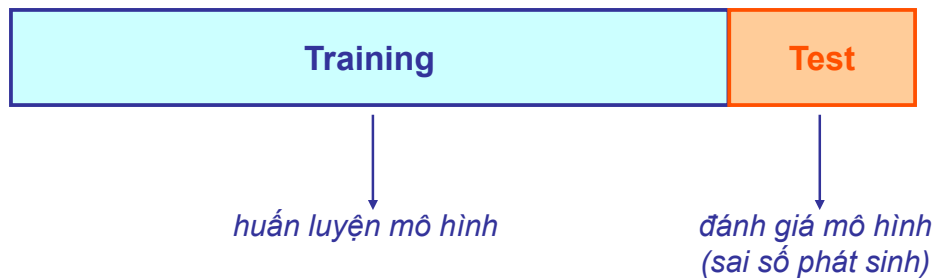 Training
Test
huấn luyện mô hình
đánh giá mô hình
(sai số phát sinh)